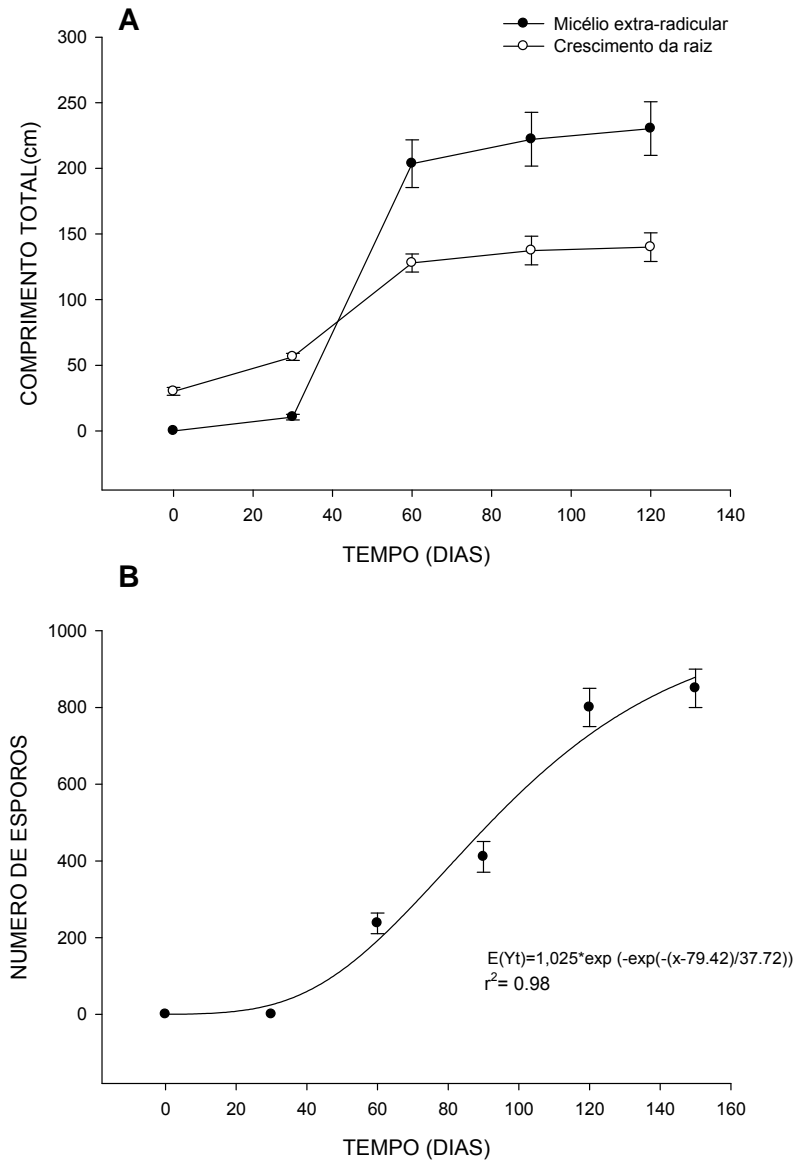 A
Micélio extra-radicular
Crescimento da raiz
300
250
200
150
100
50
0
COMPRIMENTO TOTAL(cm)
0 20 40 60 80 100 120 140
TEMPO (DIAS)
B
1000
800
600
400
200
0
NUMERO DE ESPOROS
E(Yt)=1,025*exp (-exp(-(x-79.42)/37.72))
r²= 0.98
0 20 40 60 80 100 120 140 160
TEMPO (DIAS)